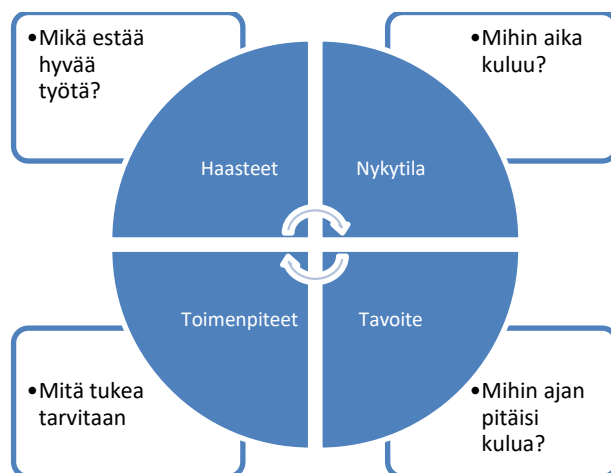 •Mikä estää
hyvää
työtä?
•Mihin aika
kuluu?
Haasteet
Nykytila
Toimenpiteet
Tavoite
•Mitä tukea
tarvitaan
•Mihin ajan
pitäisi
kulua?